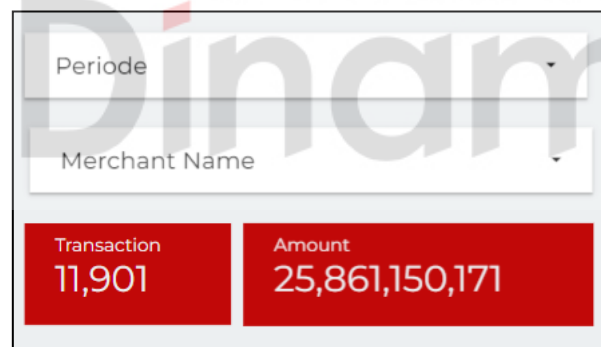 Dinam
Periode
Merchant Name
Transaction
11,901
Amount
25,861,150,171